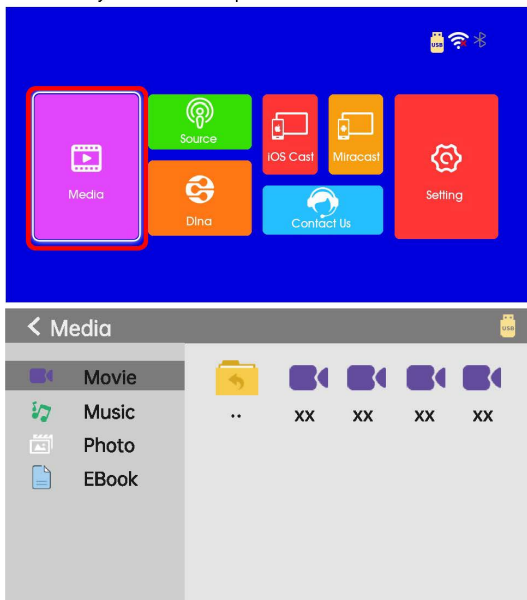 USB
Media
Source
Dlna
iOS Cast
Miracast
Contact Us
Setting
< Media
USB
Movie
Music
Photo
EBook
.. xx xx xx xx